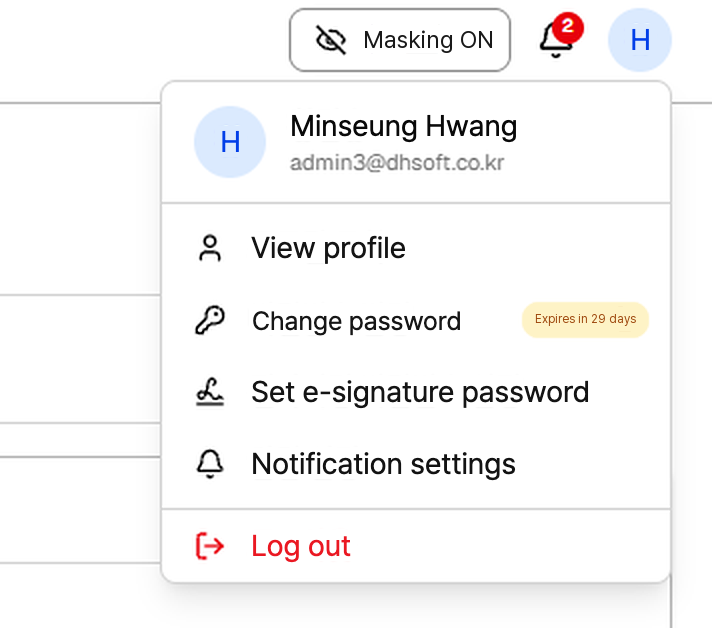 Masking ON
2
H
H
Minseung Hwang
admin3@dhsoft.co.kr
View profile
Change password
Expires in 29 days
Set e-signature password
Notification settings
Log out